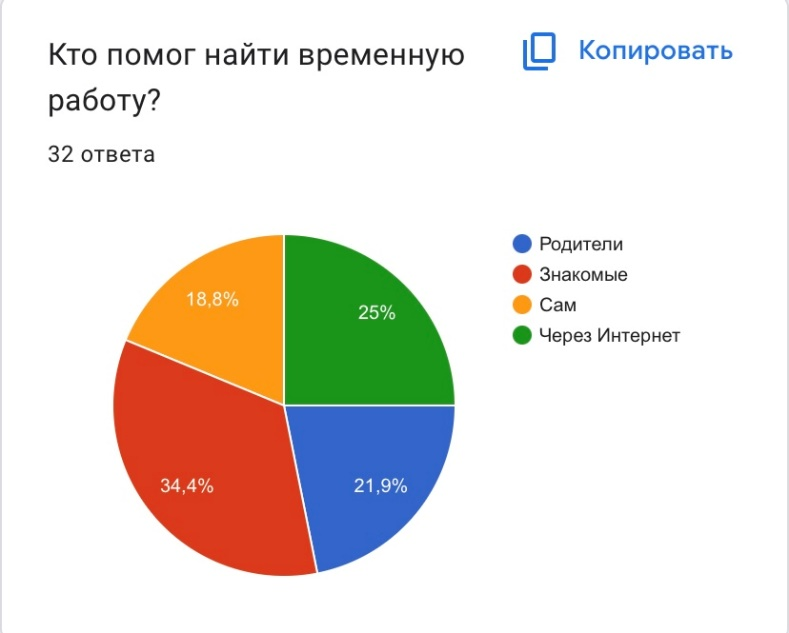 Кто помог найти временную
работу?
Копировать
32 ответа
Родители
Знакомые
Сам
Через Интернет
18,8%
25%
34,4%
21,9%